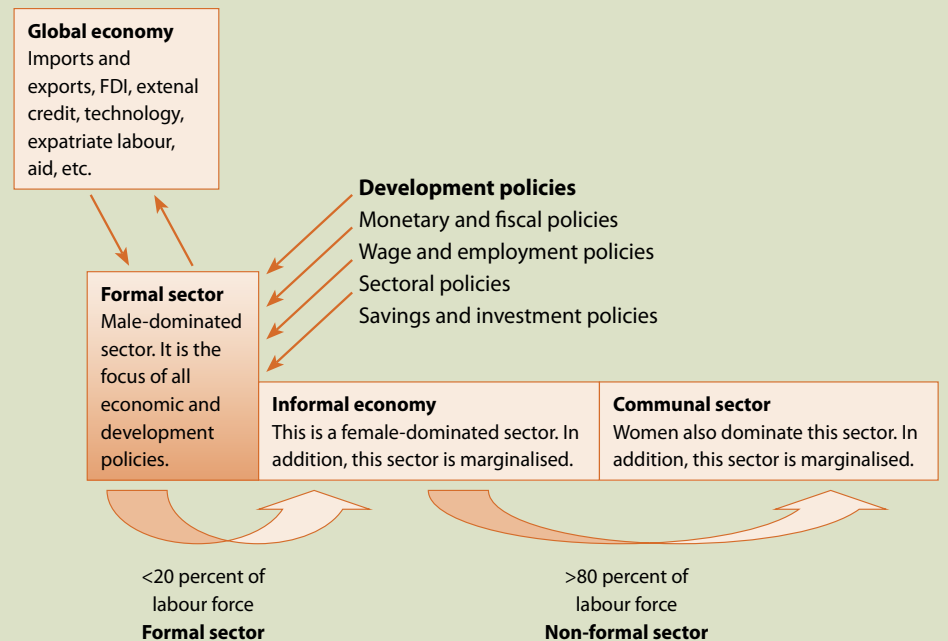 Global economy
Imports and
exports, FDI, extenal
credit, technology,
expatriate labour,
aid, etc.
Development policies
Monetary and fiscal policies
Wage and employment policies
Sectoral policies
Savings and investment policies
Formal sector
Male-dominated
sector. It is the
focus of all
economic and
development
policies.
Informal economy
This is a female-dominated sector. In
addition, this sector is marginalised.
Communal sector
Women also dominate this sector. In
addition, this sector is marginalised.
<20 percent of
labour force
Formal sector
>80 percent of
labour force
Non-formal sector